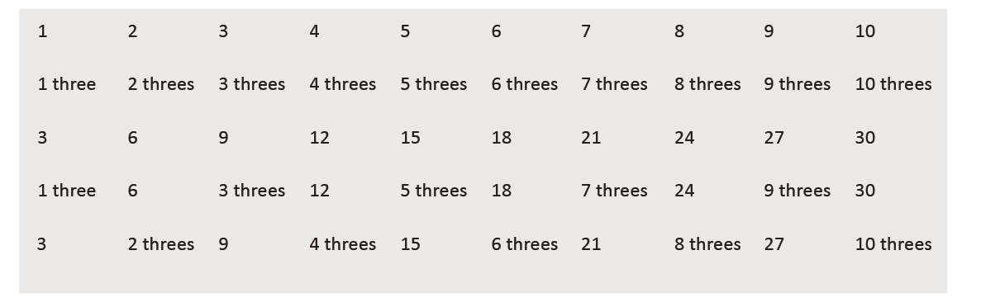 1 2 3 4 5 6 7 8 9 10
1 three 2 threes 3 threes 4 threes 5 threes 6 threes 7 threes 8 threes 9 threes 10 threes
3 6 9 12 15 18 21 24 27 30
1 three 6 3 threes 12 5 threes 18 7 threes 24 9 threes 30
3 2 threes 9 4 threes 15 6 threes 21 8 threes 27 10 threes